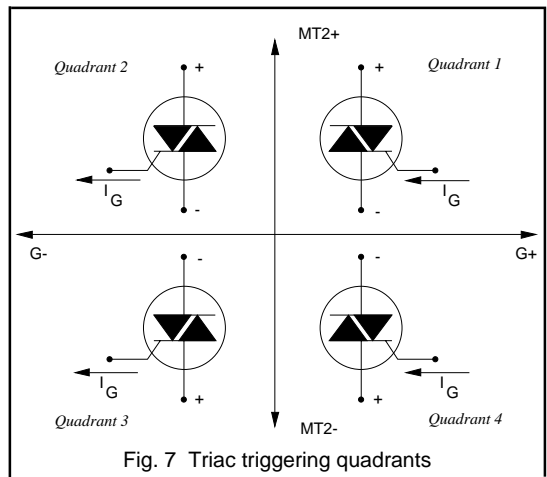 MT2+
Quadrant 2
Quadrant 1
+ +
I G
I G
- -
G- G+
- -
I G
I G
+ +
Quadrant 3
Quadrant 4
MT2-
Fig. 7 Triac triggering quadrants